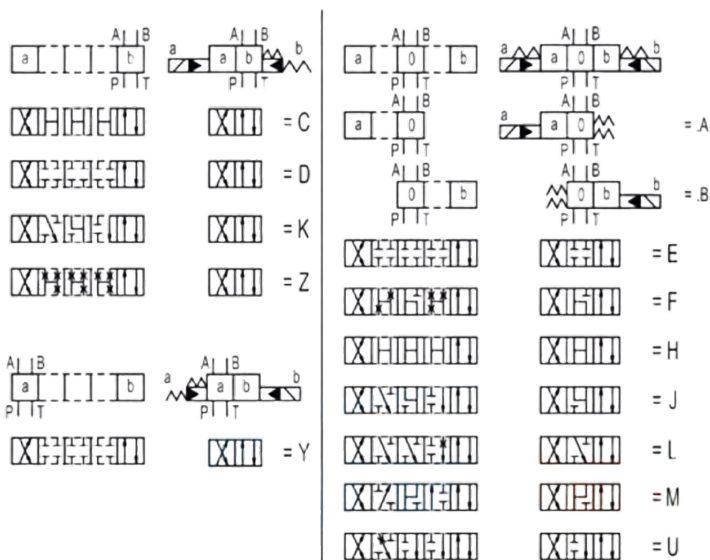 A B
a b
P T
A B
a a b b
P T
= C
= D
= K
= Z
A B
a b
P T
A B
a a b b
P T
= Y
A B
a 0 b
P T
A B
a a 0 b b
P T
A B
a 0
P T
A B
a a 0
P T
= .A
A B
0 b
P T
A B
0 b b
P T
= .B
= E
= F
= H
= J
= L
= M
= U